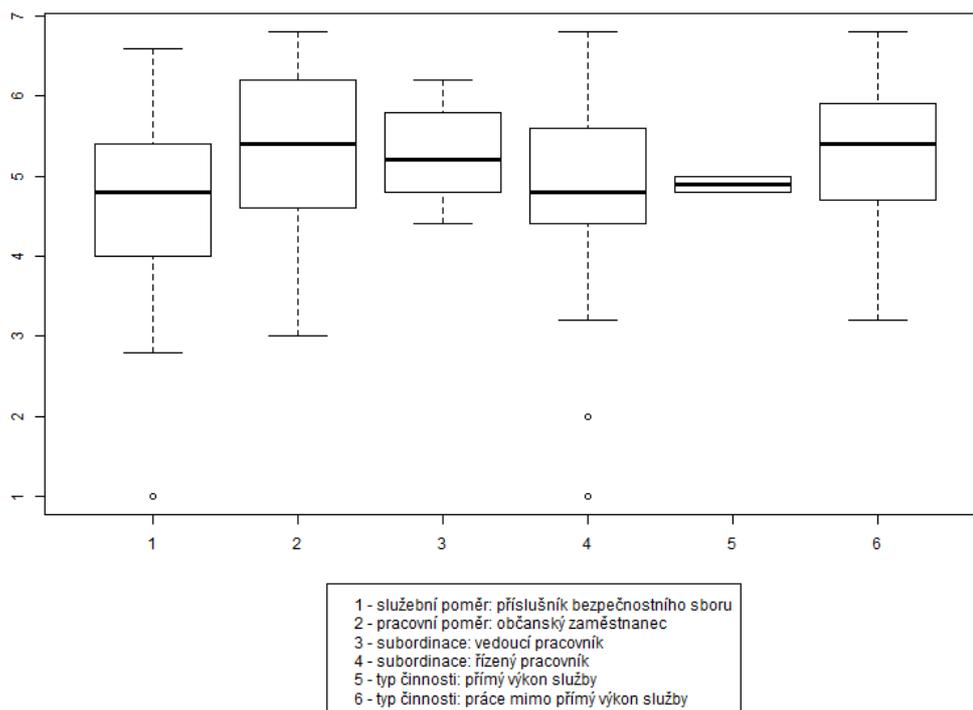 7
6
5
4
3
2
1
1 2 3 4 5 6
1 - služební poměr: příslušník bezpečnostního sboru
2 - pracovní poměr: občanský zaměstnanec
3 - subordinace: vedoucí pracovník
4 - subordinace: řízený pracovník
5 - typ činnosti: přímý výkon služby
6 - typ činnosti: práce mimo přímý výkon služby